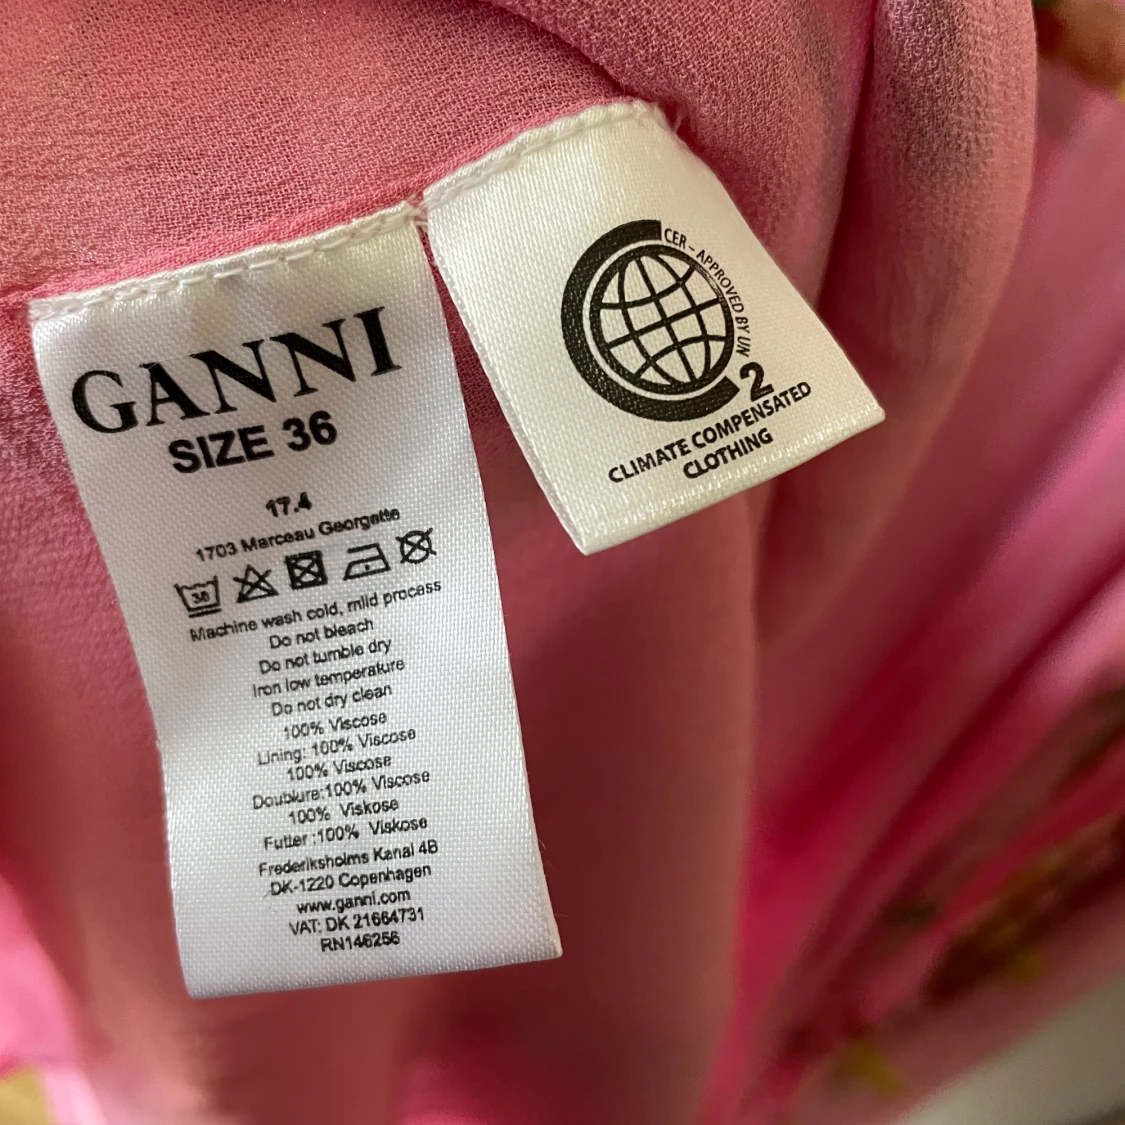 GANNI
SIZE 36
17.4
1703 Marceau Georgette
30
Machine wash cold, mild process
Do not bleach
Do not tumble dry
Iron low temperature
Do not dry clean
100% Viscose
Lining: 100% Viscose
100% Viscose
Doublure:100% Viscose
100% Viskose
Futter :100% Viskose
Frederiksholms Kanal 4B
DK-1220 Copenhagen
www.ganni.com
VAT: DK 21664731
RN146256
CER – APPROVED BY UN
2
CLIMATE COMPENSATED
CLOTHING